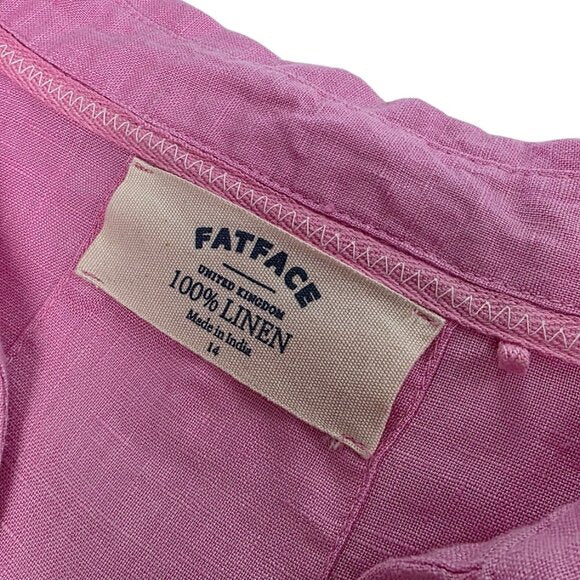 FATFACE
UNITED KINGDOM
100% LINEN
Made in India
14